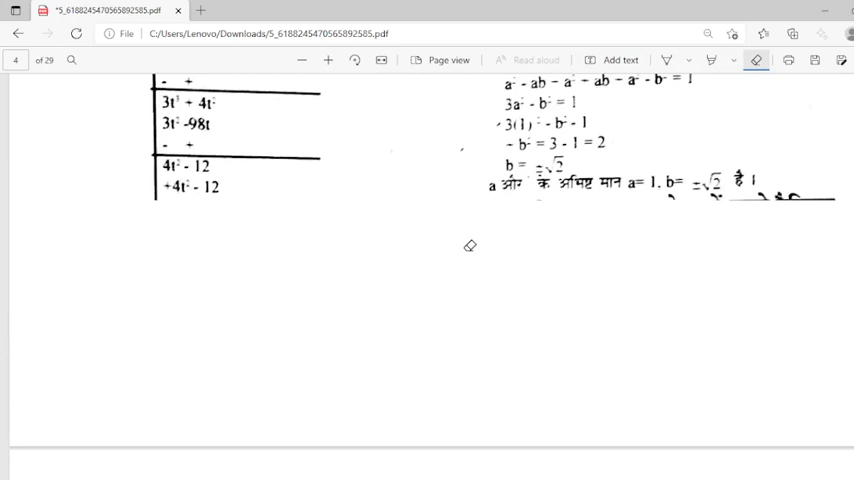 *5_6188245470565892515.pdf
File
C:/Users/Lenovo/Downloads/5_6188245470565892515.pdf
4
of 29
Page view
Read aloud
Add text
- +
3t³ + 4t²
3t² -98t
- +
4t² - 12
+4t² - 12
a² - ab - a² + ab - a² - b² = 1
3a² - b² = 1
3(1)² - b² - 1
- b² = 3 - 1 = 2
b = =√2
a और के अभिष्ट मान a= 1, b= =√2 है ।